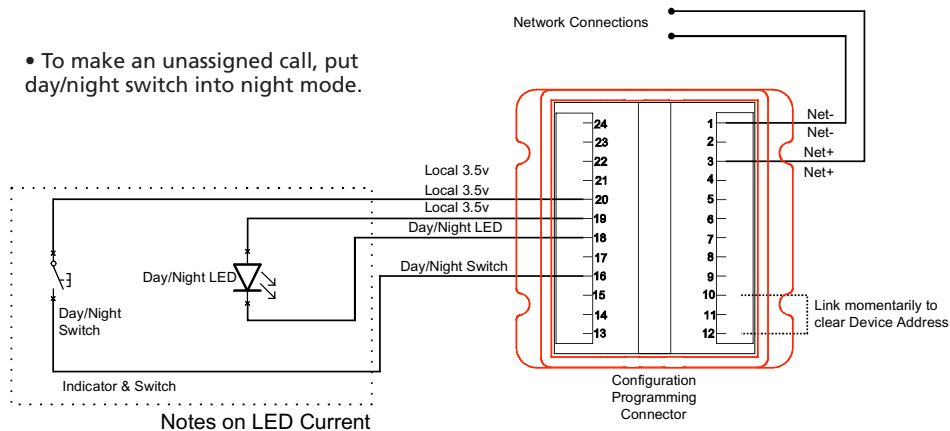 Network Connections
• To make an unassigned call, put
day/night switch into night mode.
24
23
22
21
20
19
18
17
16
15
14
13
1
2
3
4
5
6
7
8
9
10
11
12
Net-
Net-
Net+
Net+
Local 3.5v
Local 3.5v
Local 3.5v
Day/Night LED
Day/Night Switch
Day/Night LED
Day/Night
Switch
Indicator & Switch
Link momentarily to
clear Device Address
Configuration
Programming
Connector
Notes on LED Current